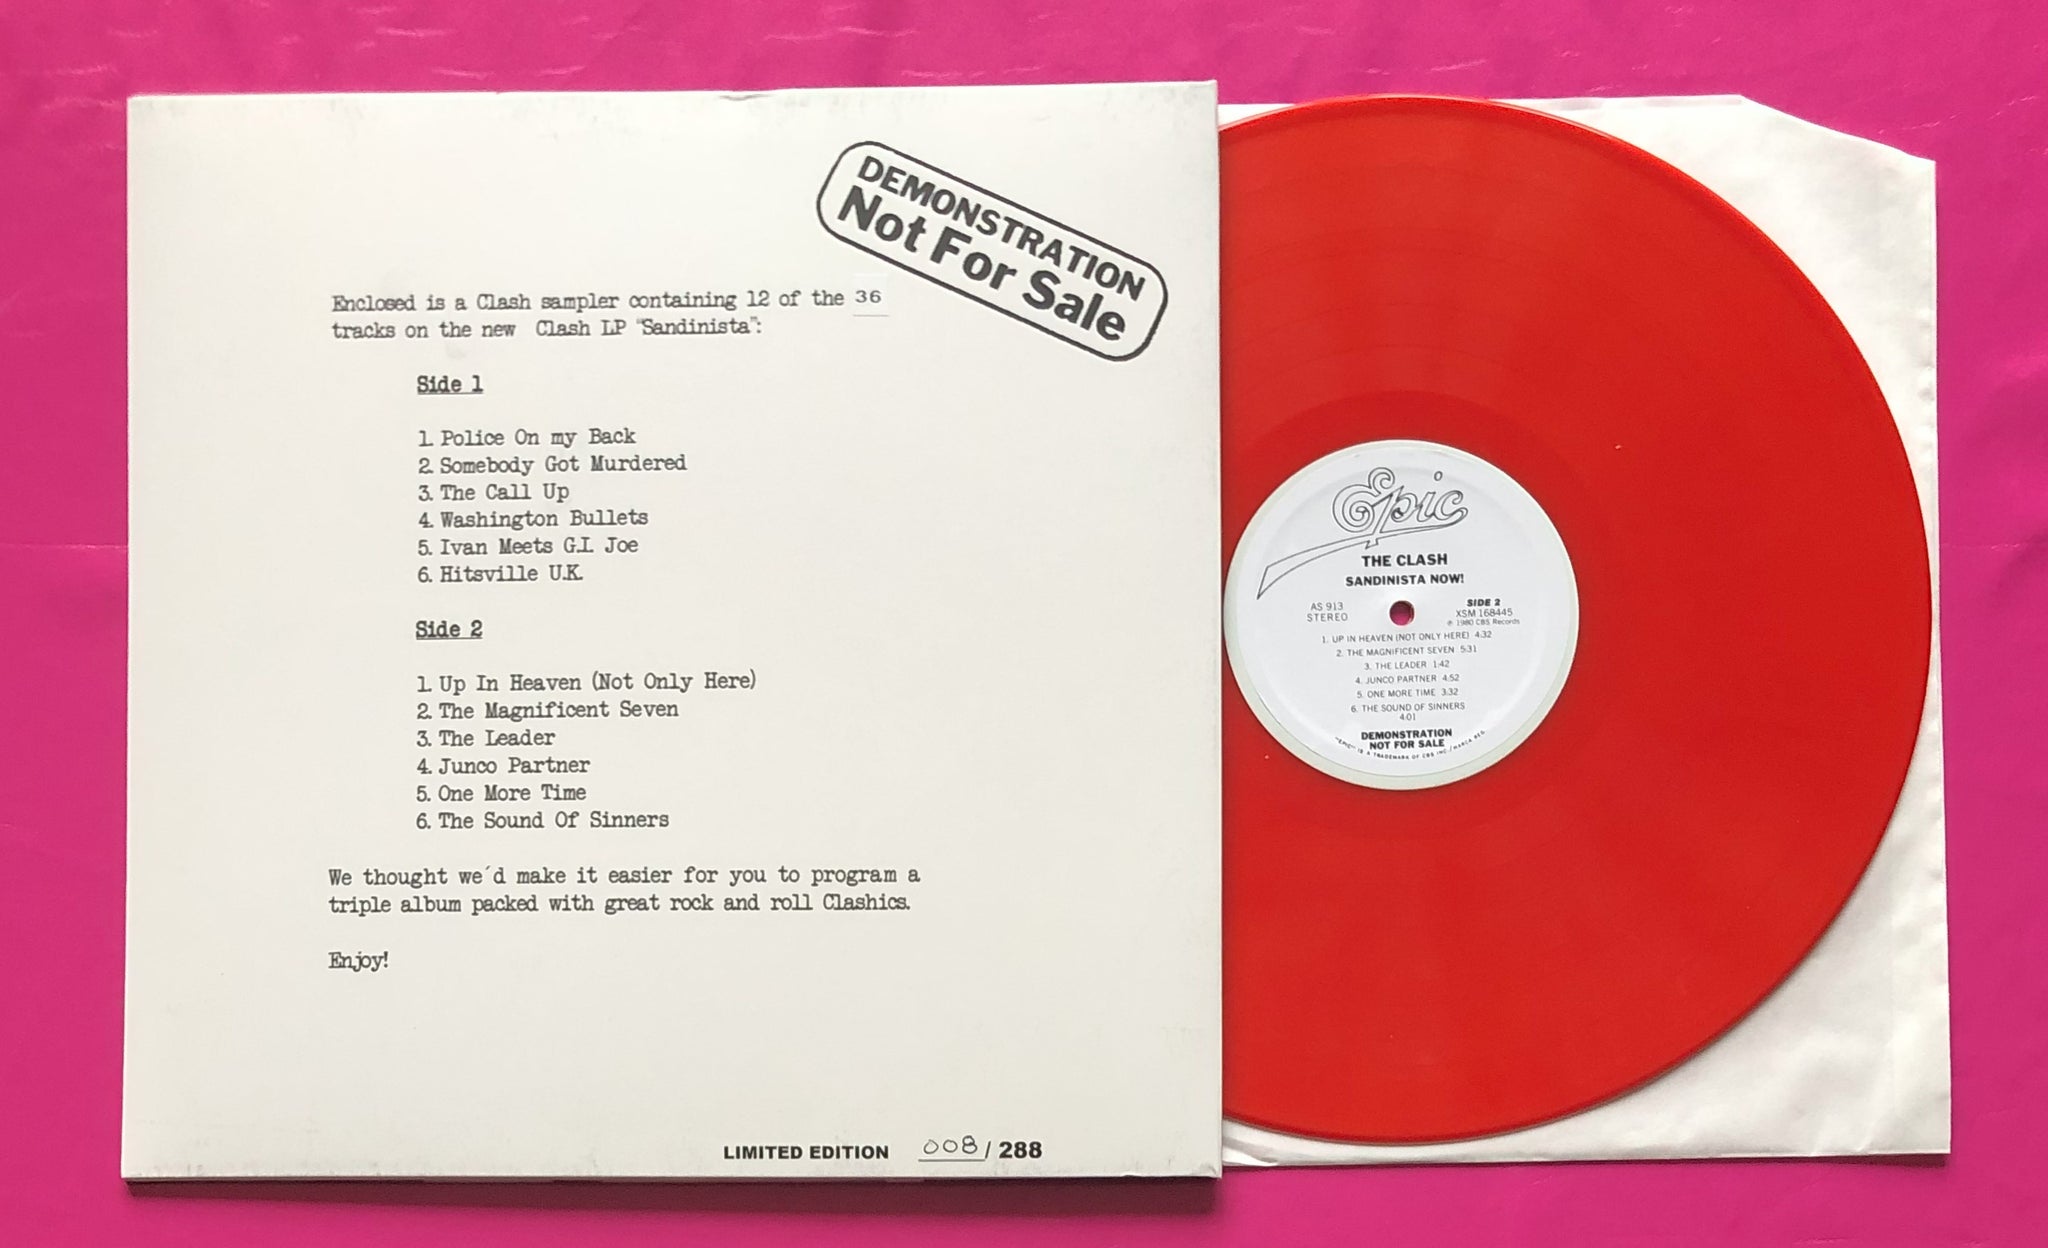 DEMONSTRATION
Not For Sale
Enclosed is a Clash sampler containing 12 of the 36
tracks on the new Clash LP "Sandinista":
Side 1
1. Police On my Back
2. Somebody Got Murdered
3. The Call Up
4. Washington Bullets
5. Ivan Meets G.I. Joe
6. Hitsville U.K.
Side 2
1. Up In Heaven (Not Only Here)
2. The Magnificent Seven
3. The Leader
4. Junco Partner
5. One More Time
6. The Sound Of Sinners
We thought we´d make it easier for you to program a
triple album packed with great rock and roll Clashics.
Enjoy!
LIMITED EDITION 008 / 288
Epic
THE CLASH
SANDINISTA NOW!
AS 913
STEREO
SIDE 2
XSM 168445
℗ 1980 CBS Records
1. UP IN HEAVEN (NOT ONLY HERE) 4:32
2. THE MAGNIFICENT SEVEN 5:31
3. THE LEADER 1:42
4. JUNCO PARTNER 4:52
5. ONE MORE TIME 3:32
6. THE SOUND OF SINNERS
4:01
DEMONSTRATION
NOT FOR SALE
"EPIC" IS A TRADEMARK OF CBS INC./MARCA REG.